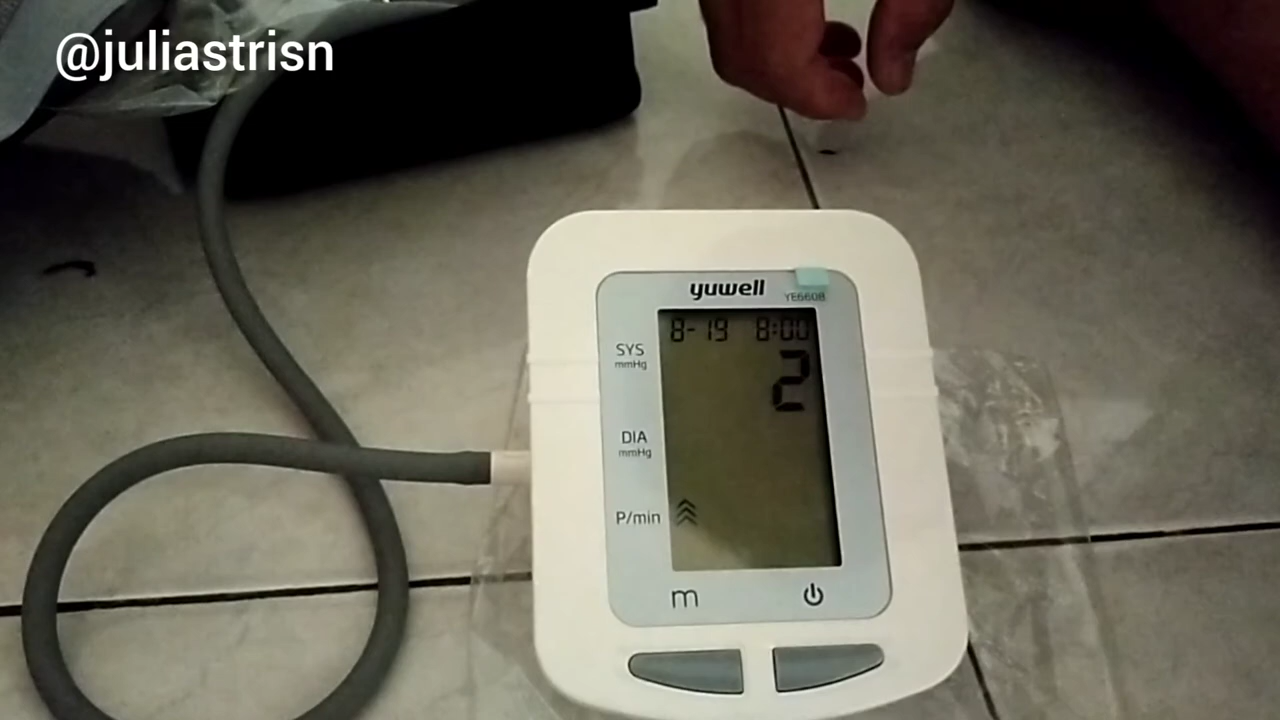 @juliastrisn
yuwell
YE660B
8-19 8:00
SYS
mmHg
2
DIA
mmHg
P/min
m